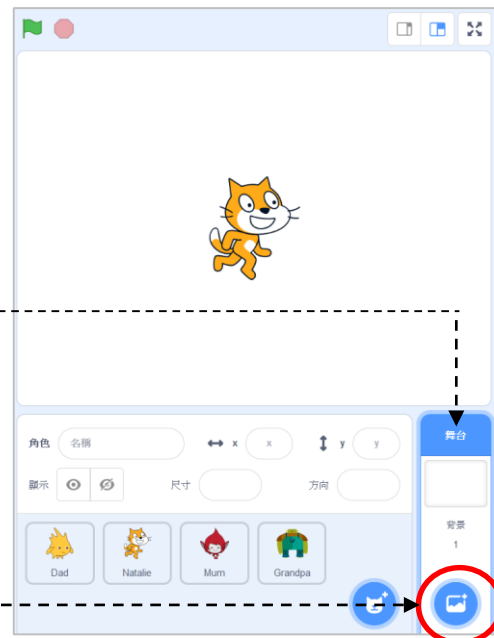 舞台
角色 名稱 x x y y
顯示 尺寸 方向
背景
1
Dad Natalie Mum Grandpa